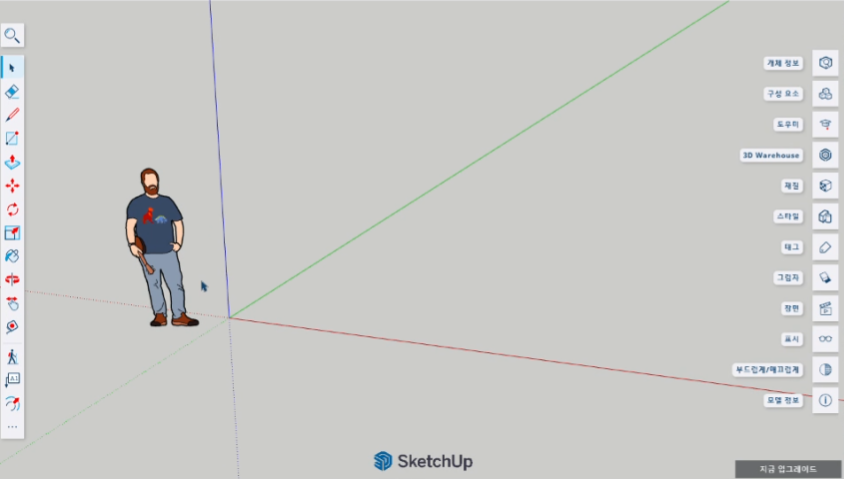 개체 정보
구성 요소
도우미
3D Warehouse
재질
스타일
태그
그림자
장면
표시
부드럽게/매끄럽게
모델 정보
A1
SketchUp
지금 업그레이드